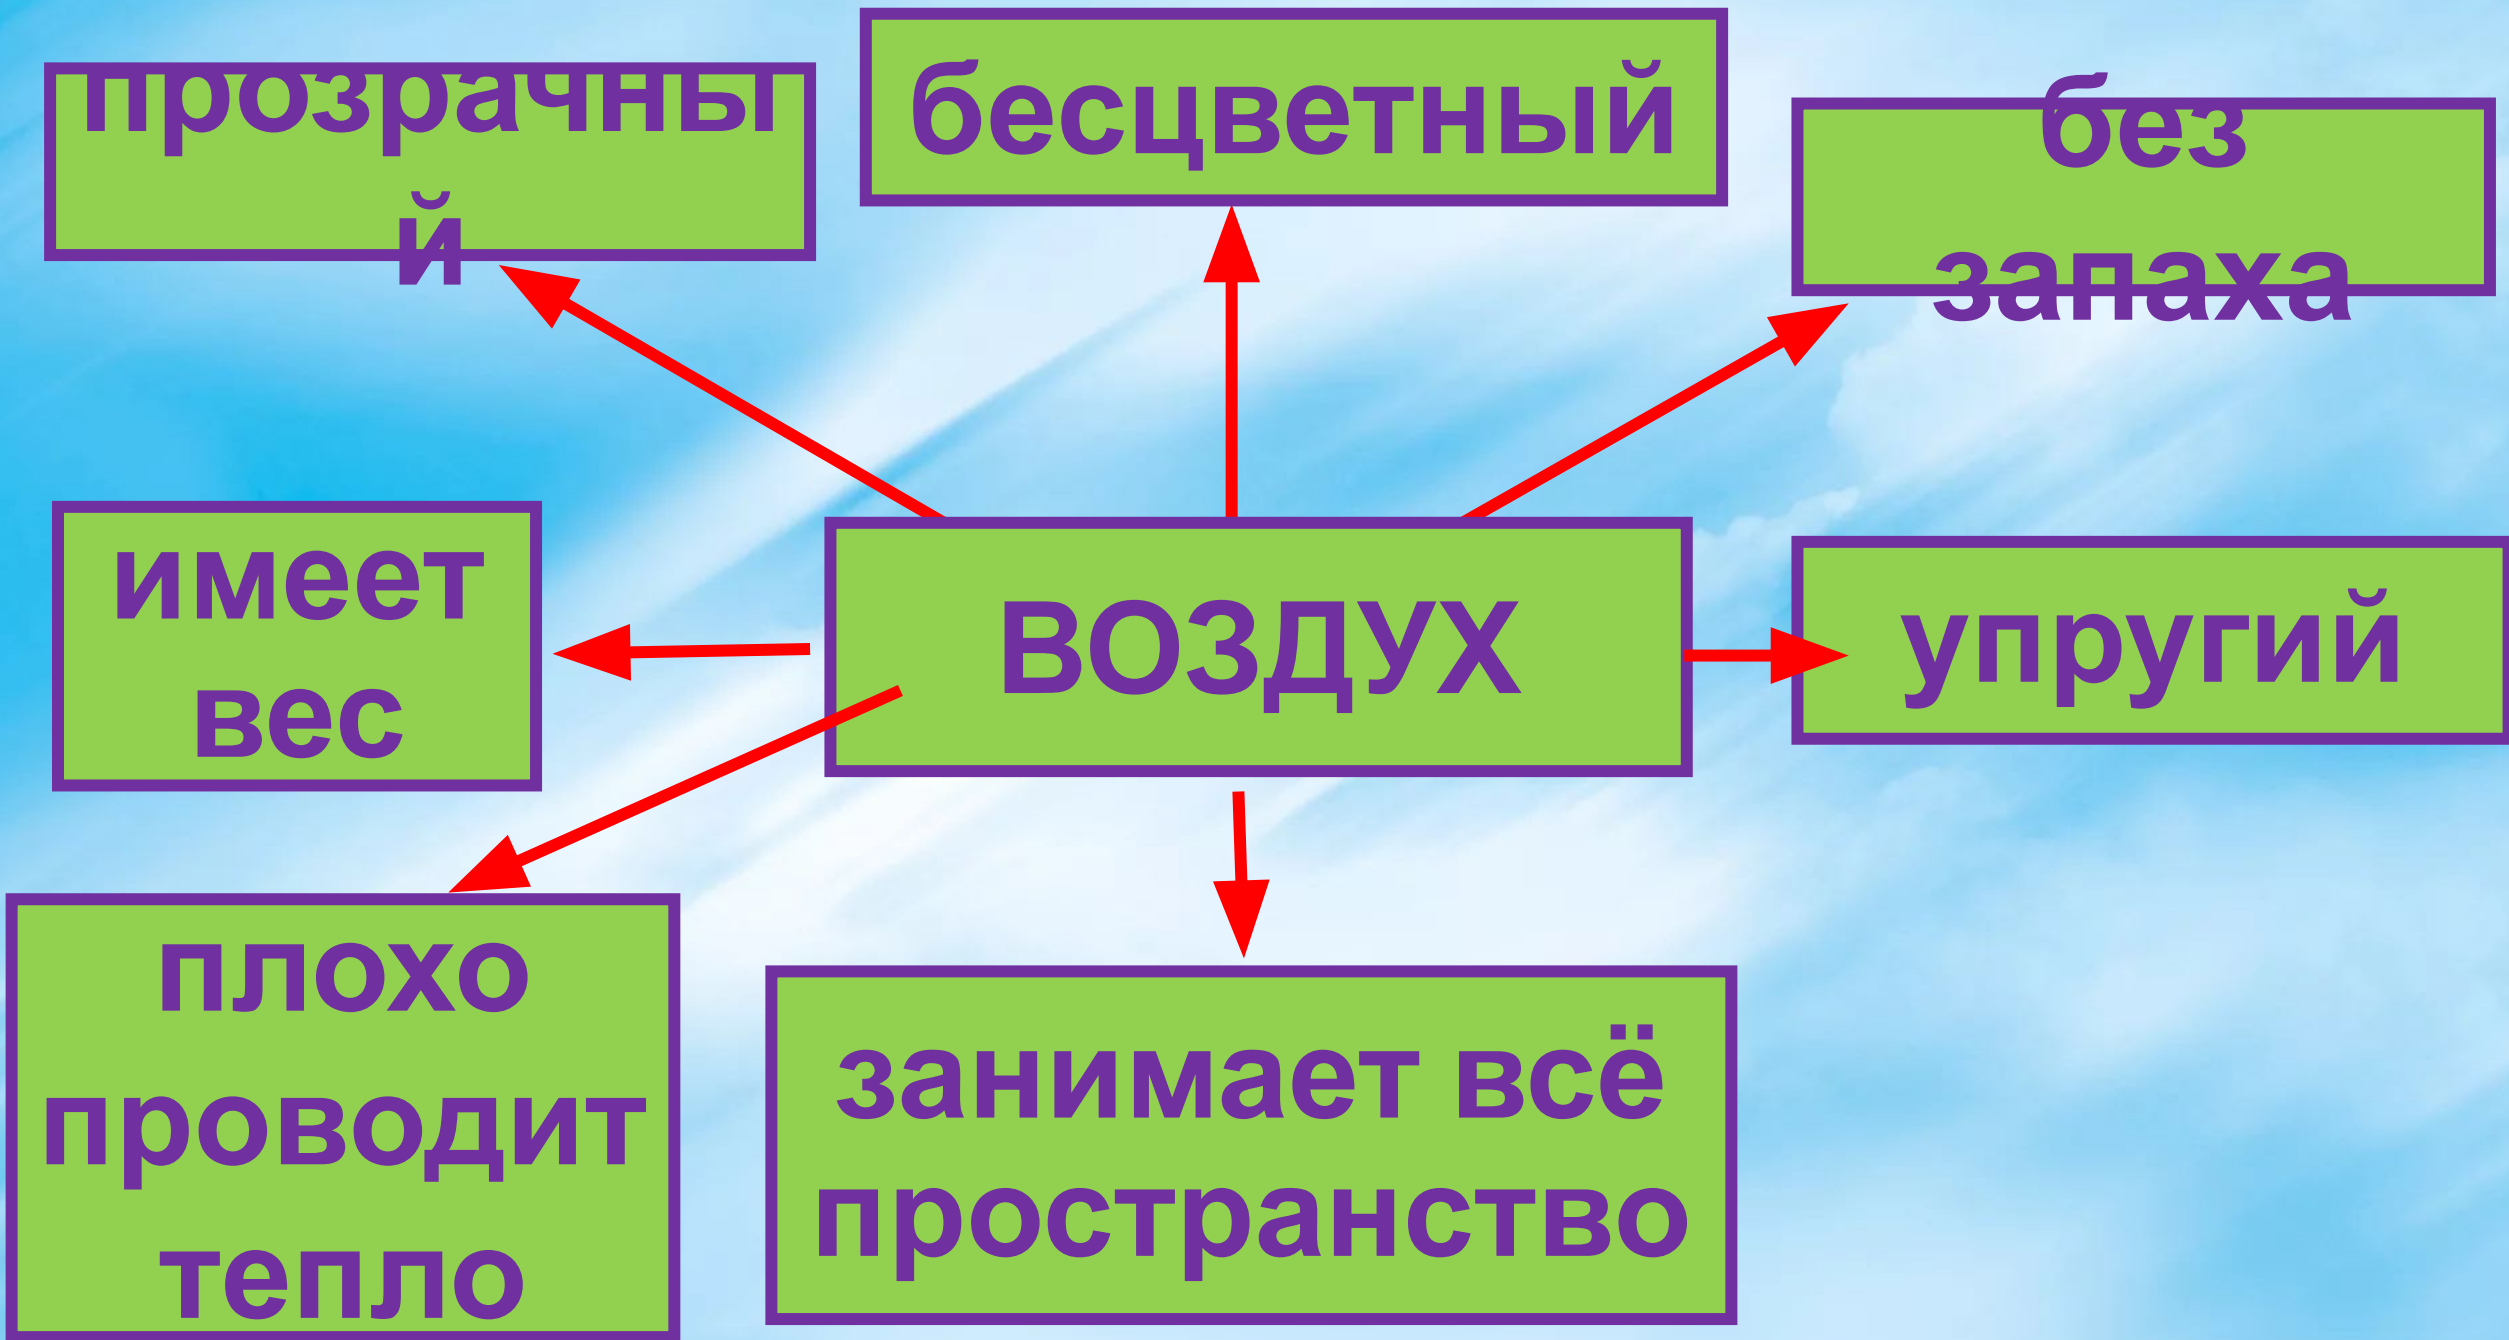 прозрачны
й
бесцветный
без
запаха
имеет
вес
ВОЗДУХ
упругий
плохо
проводит
тепло
занимает всё
пространство